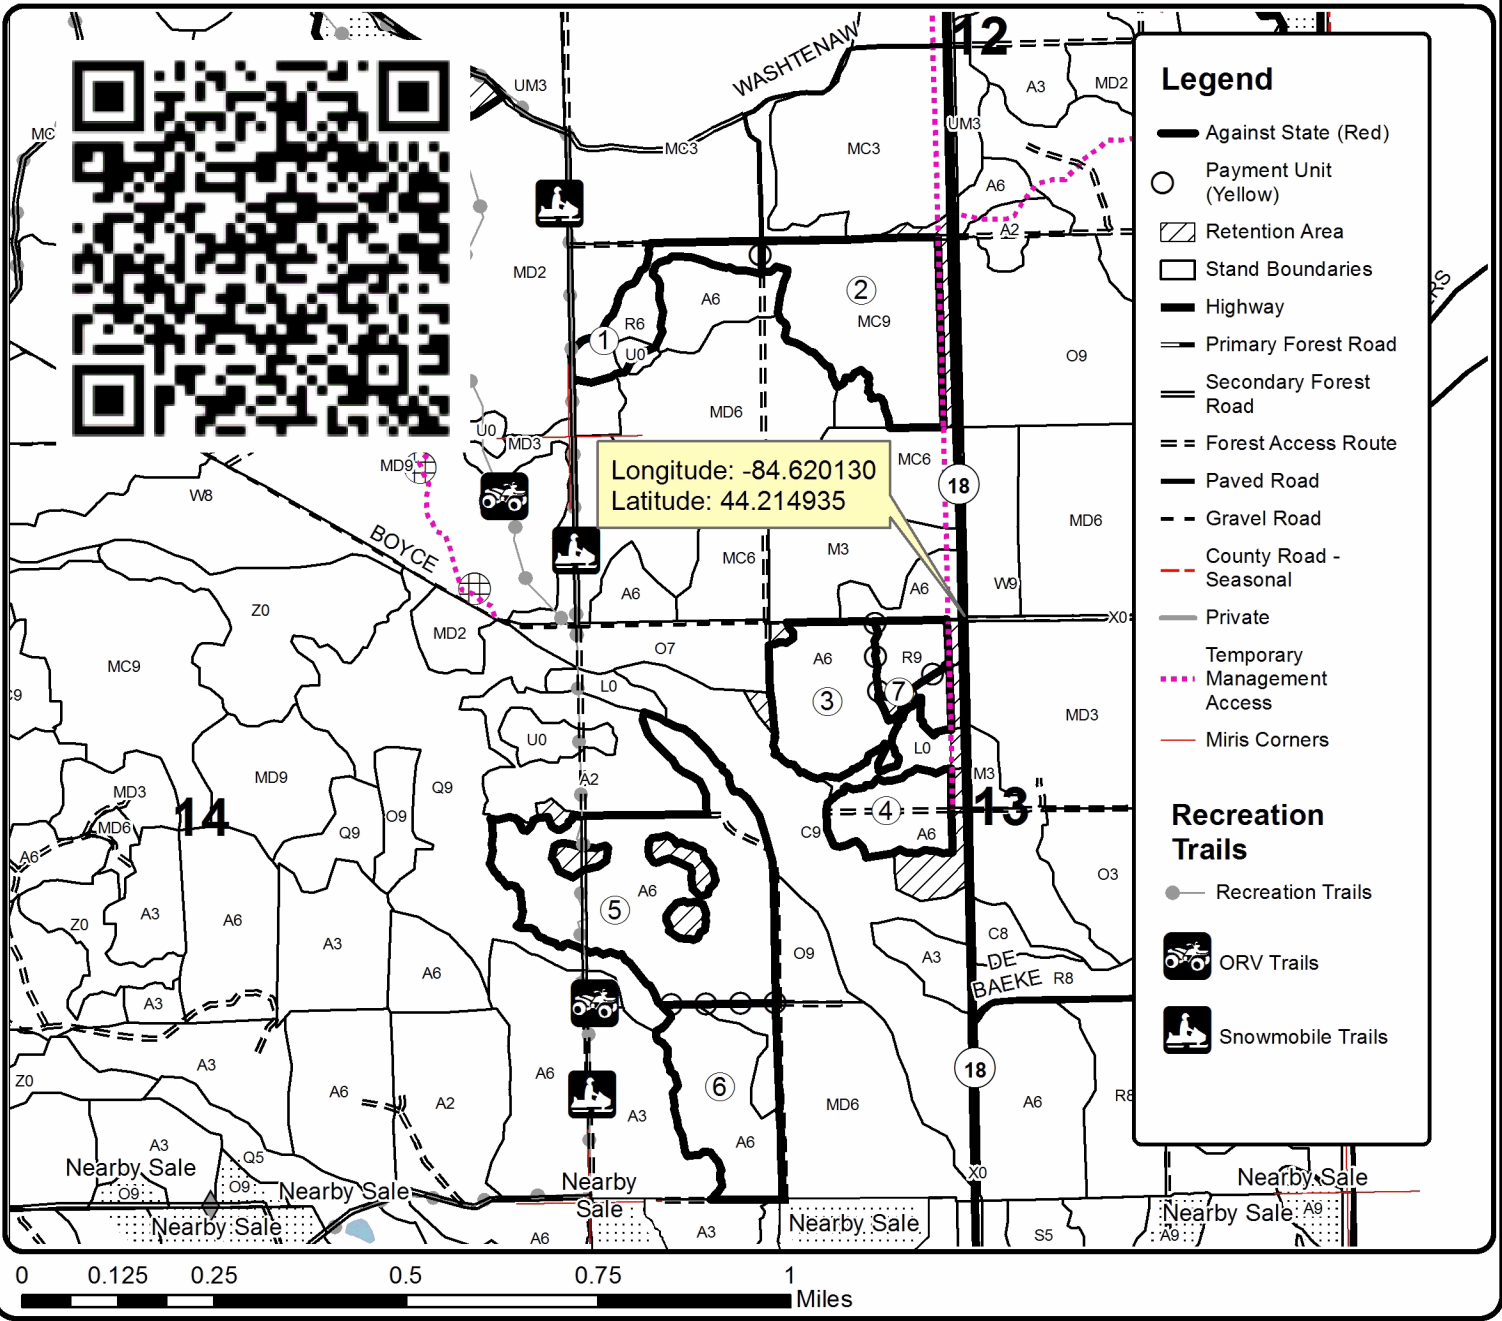 12
WASHTENAW
UM3
A3
MD2
MC
MC3
MC3
UM3
A6
A2
MD2
2
A6
MC9
R6
1
U0
O9
MD6
U0
MD3
MC6
MD9
W8
18
Longitude: -84.620130
Latitude: 44.214935
MD6
BOYCE
MC6
M3
A6
A6
W9
Z0
MD2
X0
O7
A6
R9
MC9
C9
L0
3
7
MD3
U0
L0
MD9
A2
M3
MD3
Q9
14
MD6
Q9
O9
C9
4
A6
13
A6
A6
5
O3
Z0
A3
A6
A3
A6
O9
A3
C8
DE
BAEKE
R8
A3
A3
Z0
A6
A2
A6
A3
6
A6
MD6
18
A6
R8
A3
Q5
X0
Nearby Sale
O9
O9
Nearby Sale
Nearby Sale
Nearby
Sale
A6
A3
Nearby Sale
S5
Nearby Sale
Nearby Sale
A9
A9
Legend
Against State (Red)
Payment Unit
(Yellow)
Retention Area
Stand Boundaries
Highway
Primary Forest Road
Secondary Forest
Road
Forest Access Route
Paved Road
Gravel Road
County Road -
Seasonal
Private
Temporary
Management
Access
Miris Corners
Recreation
Trails
Recreation Trails
ORV Trails
Snowmobile Trails
0
0.125
0.25
0.5
0.75
1
Miles